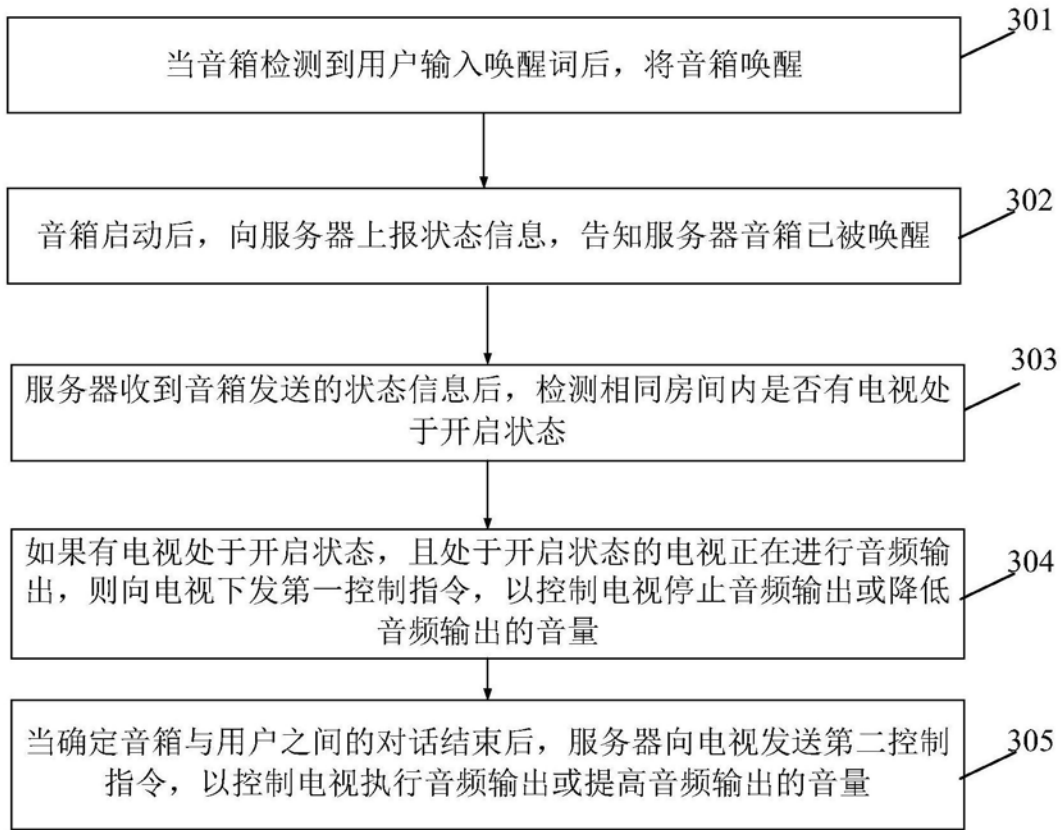 301
当音箱检测到用户输入唤醒词后，将音箱唤醒
302
音箱启动后，向服务器上报状态信息，告知服务器音箱已被唤醒
303
服务器收到音箱发送的状态信息后，检测相同房间内是否有电视处
于开启状态
304
如果有电视处于开启状态，且处于开启状态的电视正在进行音频输
出，则向电视下发第一控制指令，以控制电视停止音频输出或降低
音频输出的音量
305
当确定音箱与用户之间的对话结束后，服务器向电视发送第二控制
指令，以控制电视执行音频输出或提高音频输出的音量